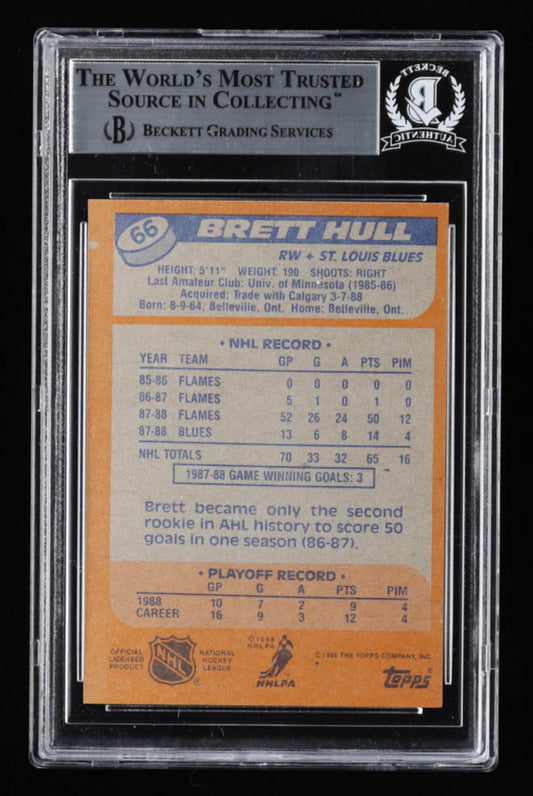 THE WORLD'S MOST TRUSTED
SOURCE IN COLLECTING™
B BECKETT GRADING SERVICES
BECKETT
B
AUTHENTIC
66 BRETT HULL
RW ✦ ST. LOUIS BLUES
HEIGHT: 5'11" WEIGHT: 190 SHOOTS: RIGHT
Last Amateur Club: Univ. of Minnesota (1985-86)
Acquired: Trade with Calgary 3-7-88
Born: 8-9-64, Belleville, Ont. Home: Belleville, Ont.
• NHL RECORD •
YEAR TEAM GP G A PTS PIM
85-86 FLAMES 0 0 0 0 0
86-87 FLAMES 5 1 0 1 0
87-88 FLAMES 52 26 24 50 12
87-88 BLUES 13 6 8 14 4
NHL TOTALS 70 33 32 65 16
1987-88 GAME WINNING GOALS: 3
Brett became only the second
rookie in AHL history to score 50
goals in one season (86-87).
• PLAYOFF RECORD •
GP G A PTS PIM
1988 10 7 2 9 4
CAREER 16 9 3 12 4
OFFICIAL
LICENSED
PRODUCT
NHL
®
NATIONAL
HOCKEY
LEAGUE
© 1988
NHLPA
NHLPA
© 1988 THE TOPPS COMPANY, INC.
topps®